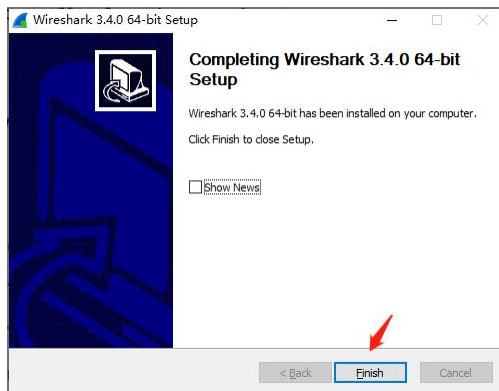 Wireshark 3.4.0 64-bit Setup
Completing Wireshark 3.4.0 64-bit
Setup
Wireshark 3.4.0 64-bit has been installed on your computer.
Click Finish to close Setup.
Show News
< Back
Finish
Cancel